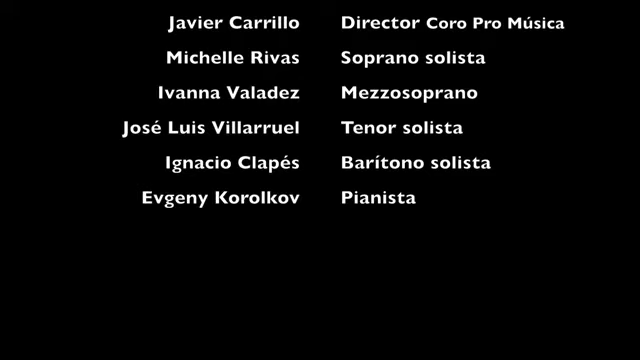 Javier Carrillo Director Coro Pro Música
Michelle Rivas Soprano solista
Ivanna Valadez Mezzosoprano
José Luis Villarruel Tenor solista
Ignacio Clapés Barítono solista
Evgeny Korolkov Pianista